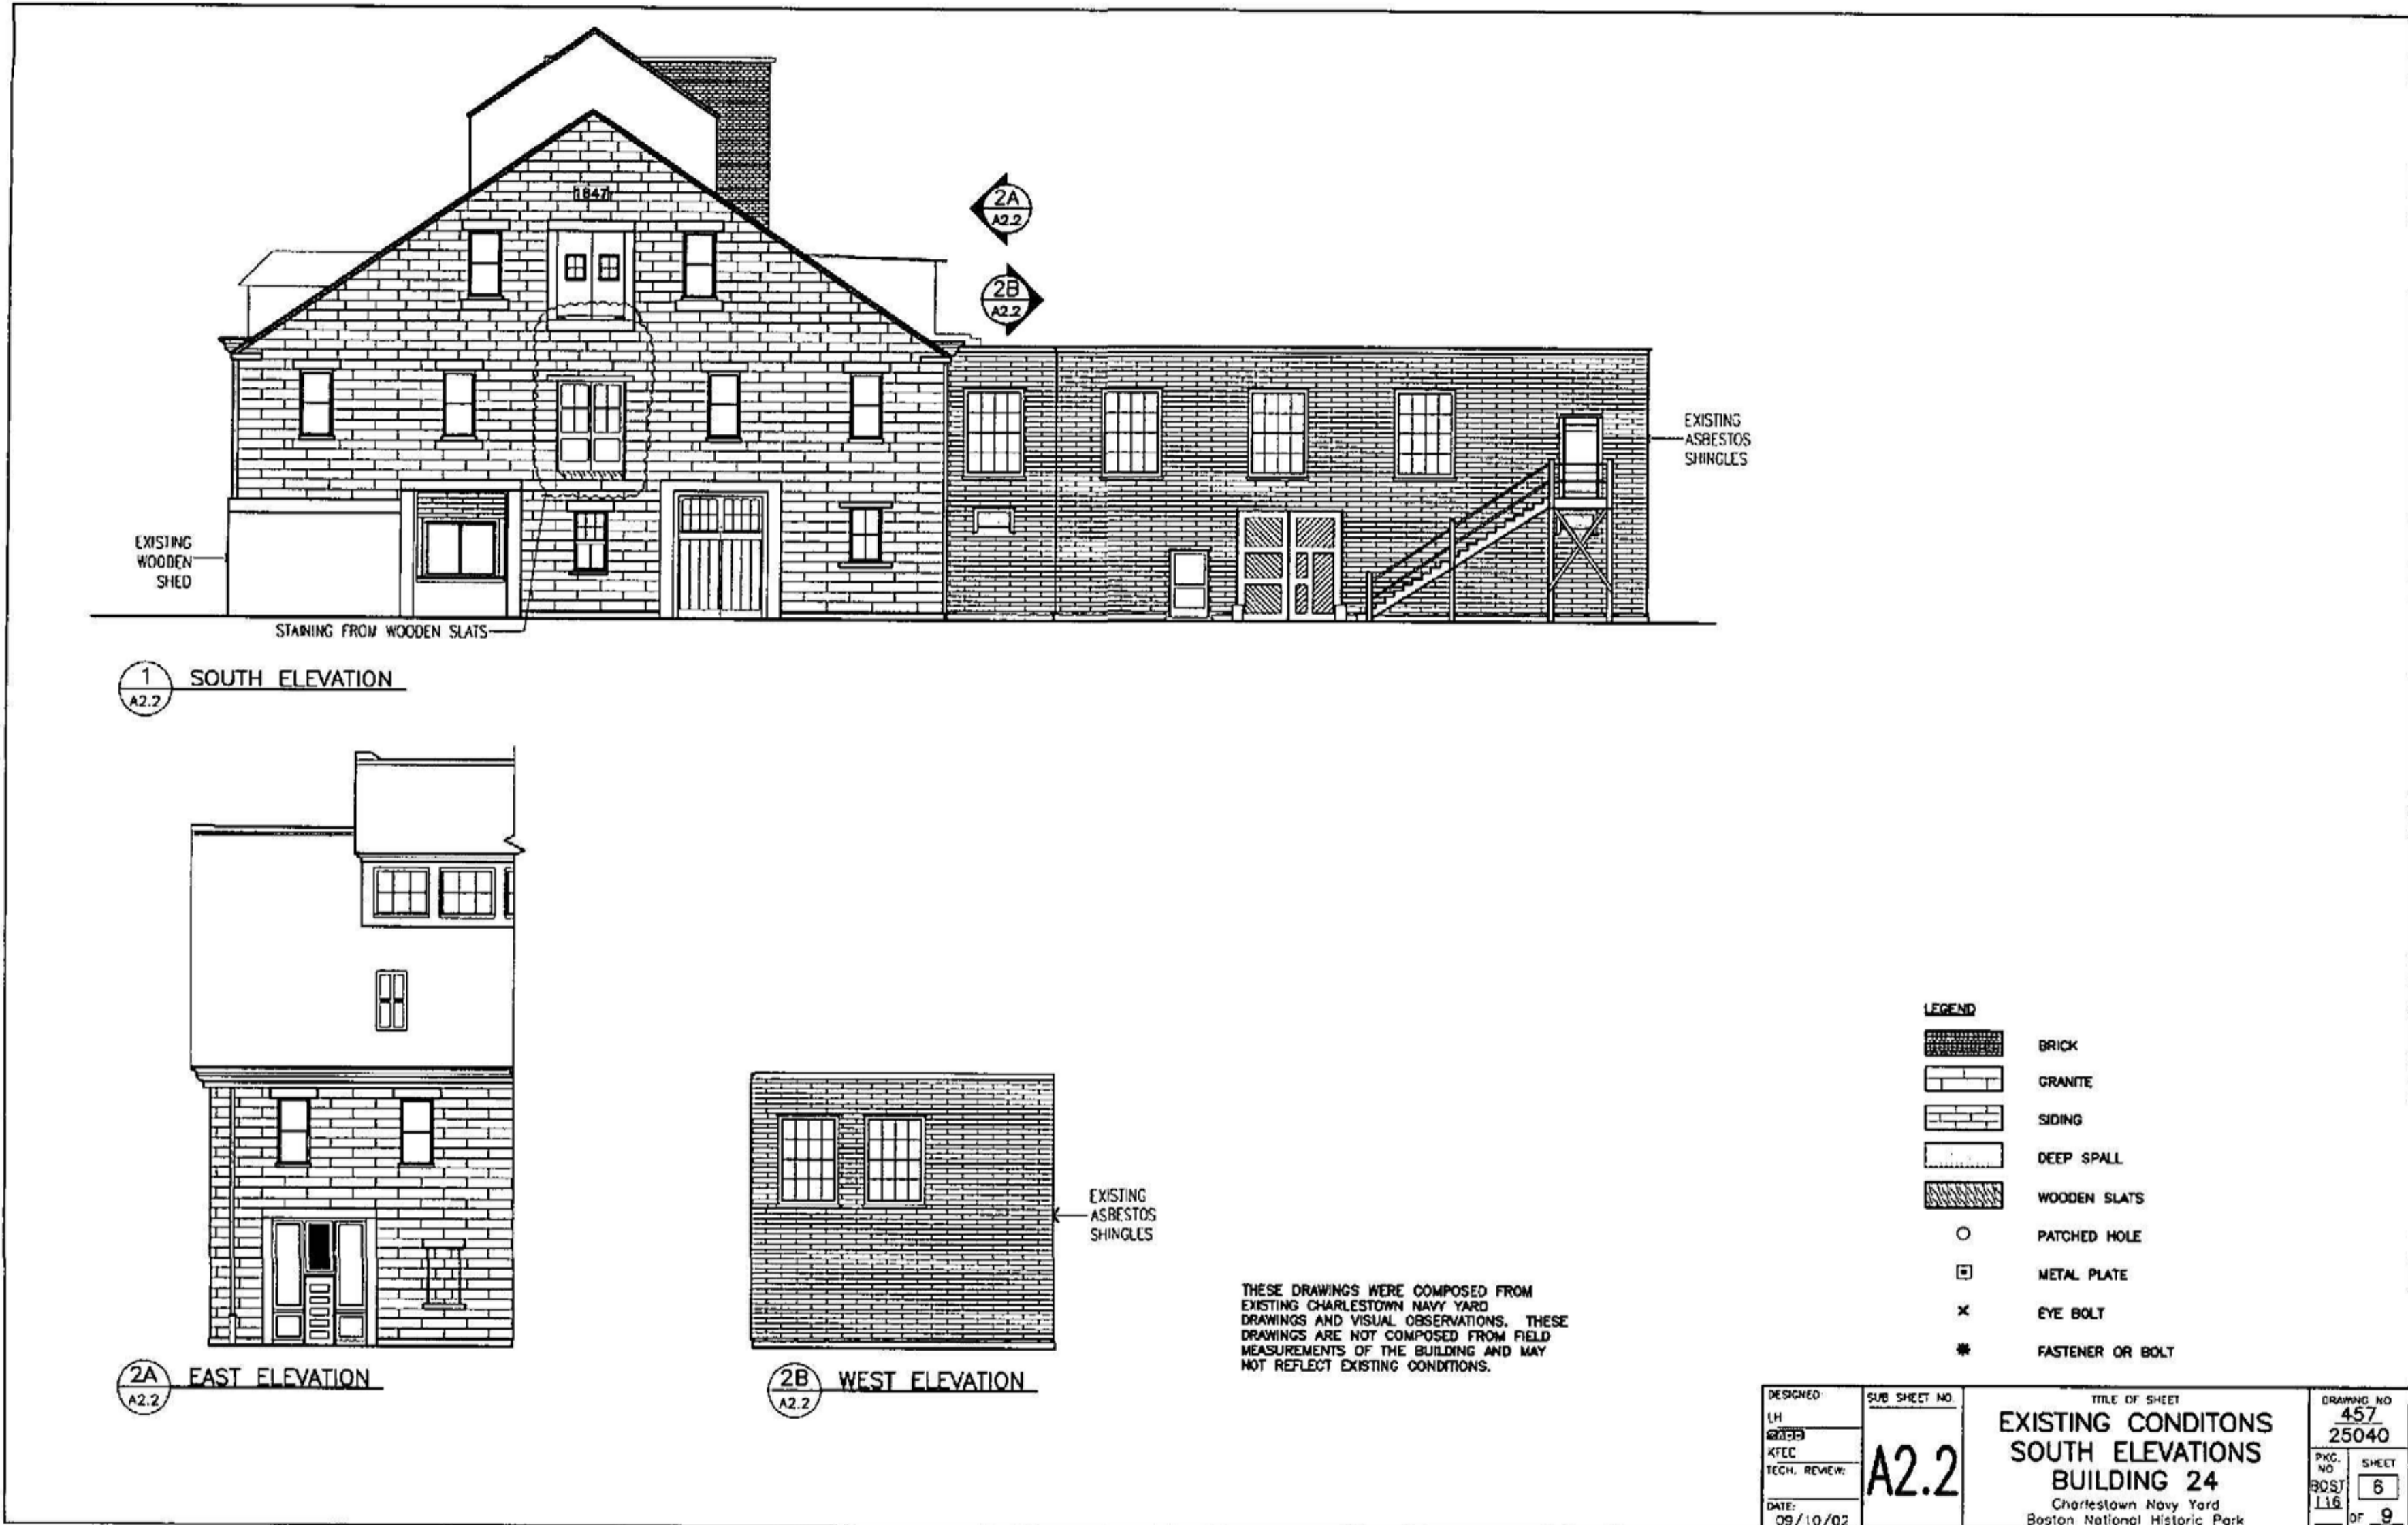 1847
2A
A2.2
2B
A2.2
EXISTING
ASBESTOS
SHINGLES
EXISTING
WOODEN
SHED
STAINING FROM WOODEN SLATS
1
A2.2
SOUTH ELEVATION
2A
A2.2
EAST ELEVATION
EXISTING
ASBESTOS
SHINGLES
2B
A2.2
WEST ELEVATION
THESE DRAWINGS WERE COMPOSED FROM
EXISTING CHARLESTOWN NAVY YARD
DRAWINGS AND VISUAL OBSERVATIONS. THESE
DRAWINGS ARE NOT COMPOSED FROM FIELD
MEASUREMENTS OF THE BUILDING AND MAY
NOT REFLECT EXISTING CONDITIONS.
LEGEND
BRICK
GRANITE
SIDING
DEEP SPALL
WOODEN SLATS
PATCHED HOLE
METAL PLATE
EYE BOLT
FASTENER OR BOLT
DESIGNED:
LH
CADD
KFEC
TECH. REVIEW:
DATE:
09/10/02
SUB SHEET NO.
A2.2
TITLE OF SHEET
EXISTING CONDITONS
SOUTH ELEVATIONS
BUILDING 24
Charlestown Navy Yard
Boston National Historic Park
DRAWING NO
457
25040
PKG.
NO
BOST
116
SHEET
6
OF 9